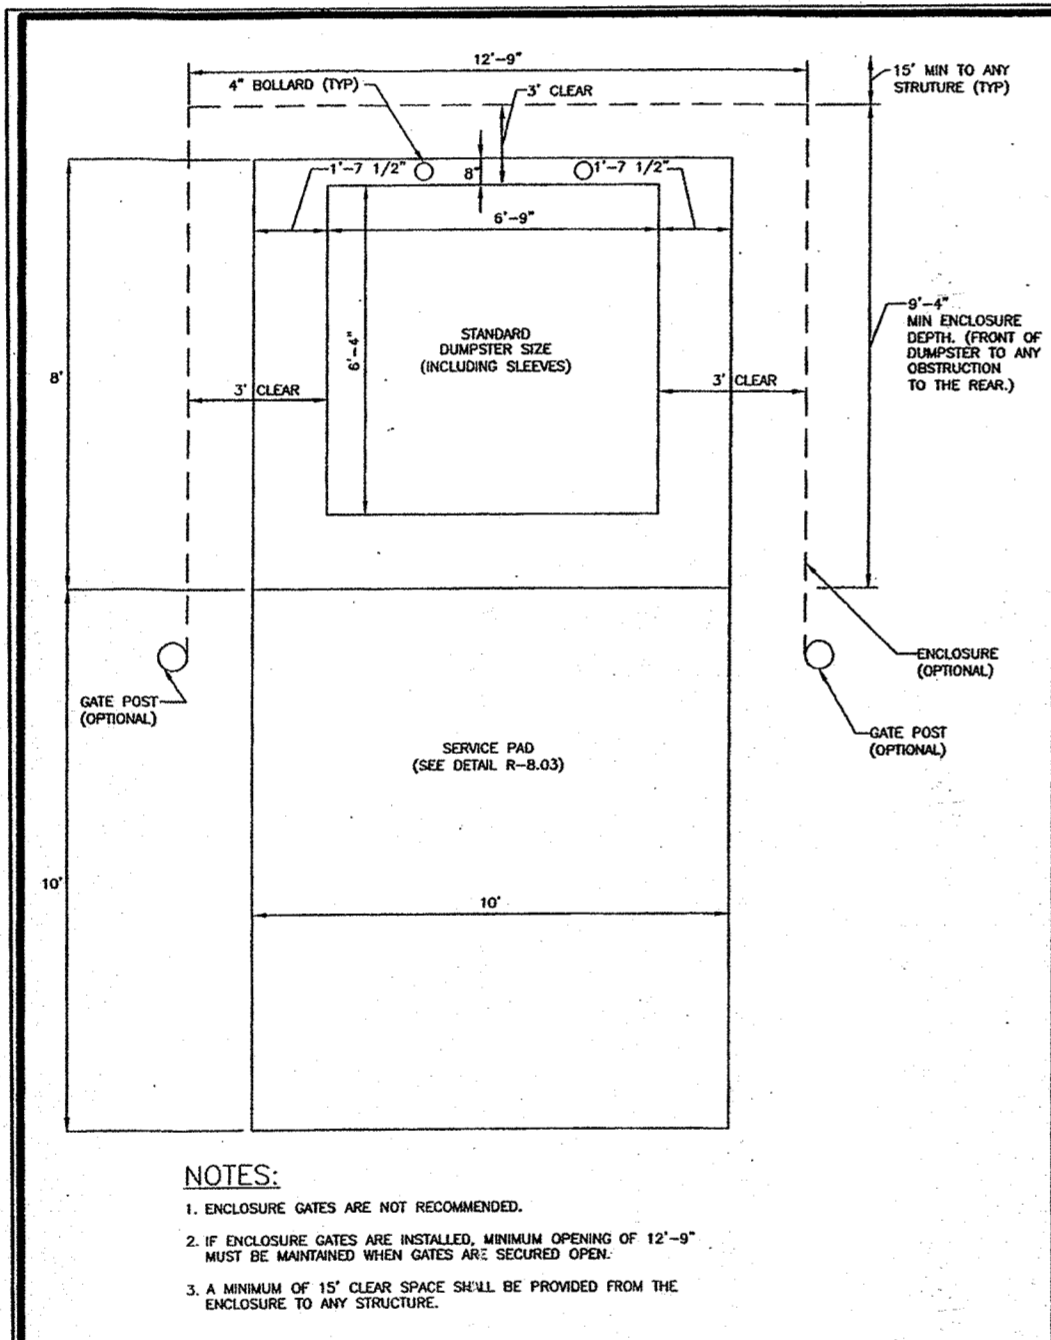 12'-9"
15' MIN TO ANY
STRUTURE (TYP)
4" BOLLARD (TYP)
3' CLEAR
1'-7 1/2"
8"
1'-7 1/2"
6'-9"
9'-4"
MIN ENCLOSURE
DEPTH. (FRONT OF
DUMPSTER TO ANY
OBSTRUCTION
TO THE REAR.)
STANDARD
DUMPSTER SIZE
(INCLUDING SLEEVES)
6'-4"
8'
3' CLEAR
3' CLEAR
ENCLOSURE
(OPTIONAL)
GATE POST
(OPTIONAL)
GATE POST
(OPTIONAL)
SERVICE PAD
(SEE DETAIL R-8.03)
10'
10'
NOTES:
1. ENCLOSURE GATES ARE NOT RECOMMENDED.
2. IF ENCLOSURE GATES ARE INSTALLED, MINIMUM OPENING OF 12'-9"
MUST BE MAINTAINED WHEN GATES ARE SECURED OPEN.
3. A MINIMUM OF 15' CLEAR SPACE SHALL BE PROVIDED FROM THE
ENCLOSURE TO ANY STRUCTURE.